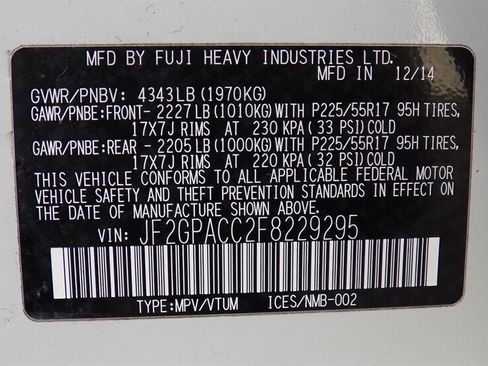 MFD BY FUJI HEAVY INDUSTRIES LTD.
MFD IN 12/14
GVWR/PNBV: 4343LB(1970KG)
GAWR/PNBE:FRONT- 2227LB(1010KG)WITH P225/55R17 95H TIRES,
17X7J RIMS AT 230 KPA(33 PSI)COLD
GAWR/PNBE:REAR - 2205LB(1000KG)WITH P225/55R17 95H TIRES,
17X7J RIMS AT 220 KPA(32 PSI)COLD
THIS VEHICLE CONFORMS TO ALL APPLICABLE FEDERAL MOTOR
VEHICLE SAFETY AND THEFT PREVENTION STANDARDS IN EFFECT
ON THE DATE OF MANUFACTURE SHOWN ABOVE.
VIN: JF2GPACC2F8229295
TYPE:MPV/VTUM ICES/NMB-002